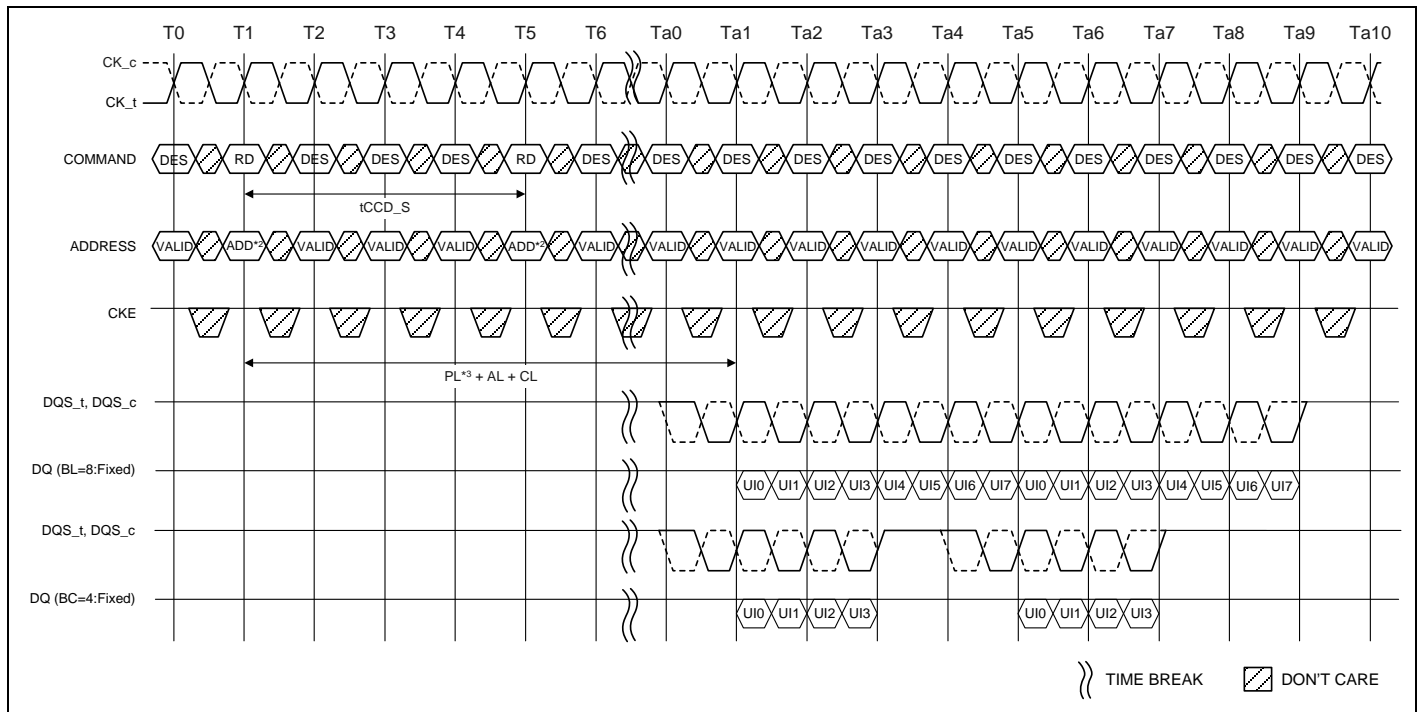 T0 T1 T2 T3 T4 T5 T6 Ta0 Ta1 Ta2 Ta3 Ta4 Ta5 Ta6 Ta7 Ta8 Ta9 Ta10
CK_c
CK_t
COMMAND DES RD DES DES DES RD DES DES DES DES DES DES DES DES DES DES DES DES
tCCD_S
ADDRESS VALID ADD*2 VALID VALID VALID ADD*2 VALID VALID VALID VALID VALID VALID VALID VALID VALID VALID VALID VALID
CKE
PL*3 + AL + CL
DQS_t, DQS_c
DQ (BL=8:Fixed) UI0 UI1 UI2 UI3 UI4 UI5 UI6 UI7 UI0 UI1 UI2 UI3 UI4 UI5 UI6 UI7
DQS_t, DQS_c
DQ (BC=4:Fixed) UI0 UI1 UI2 UI3 UI0 UI1 UI2 UI3
TIME BREAK DON'T CARE